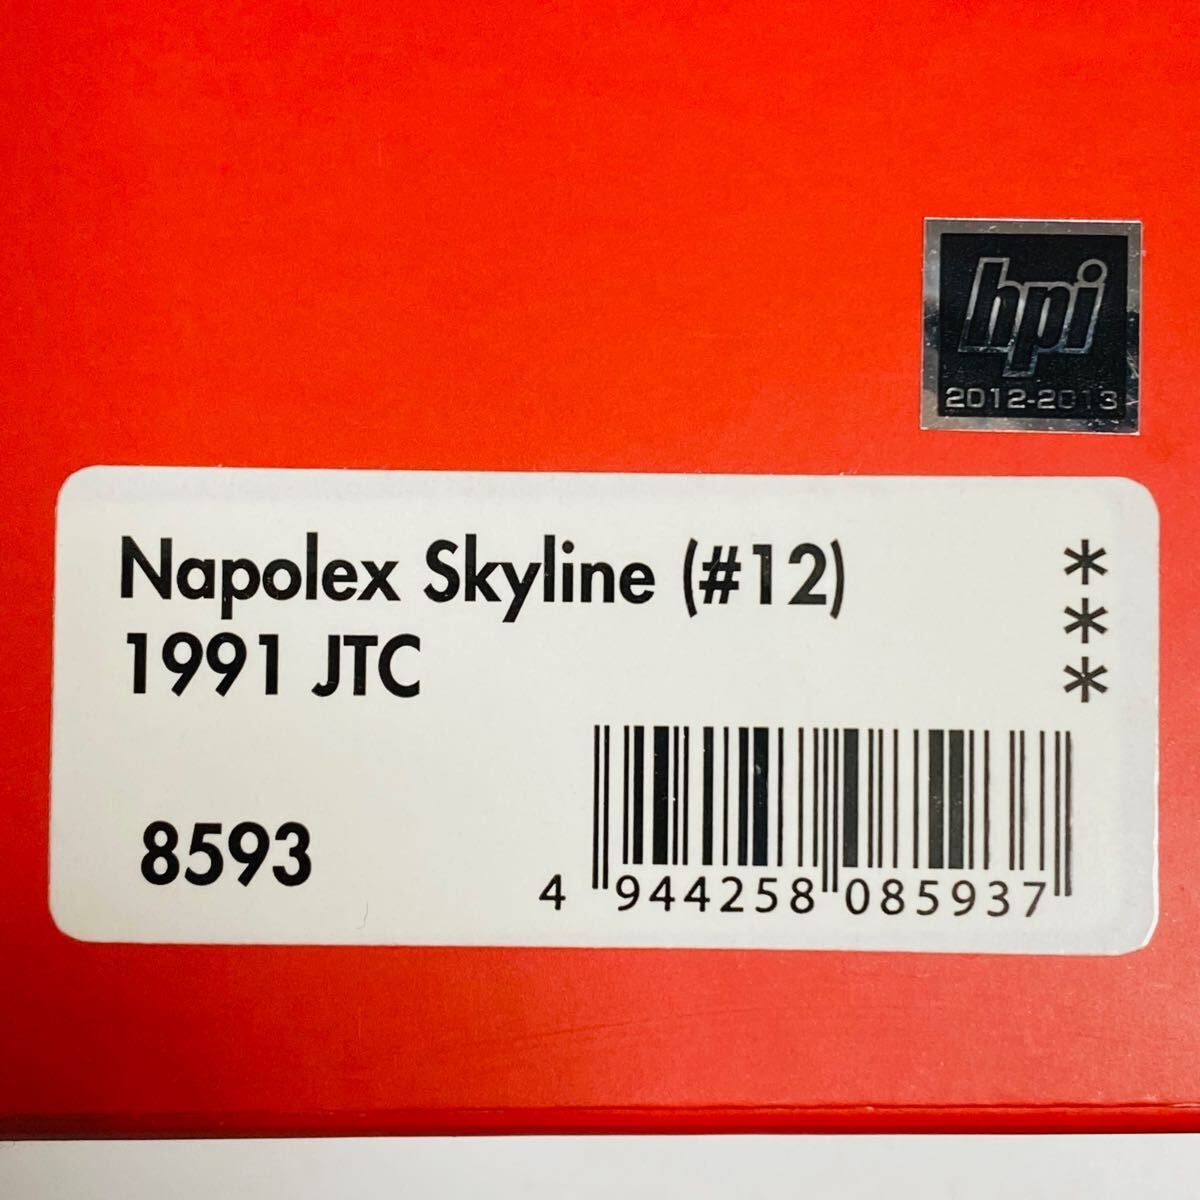 hpi
2012-2013
Napolex Skyline (#12)
1991 JTC
***
8593
4 944258 085937